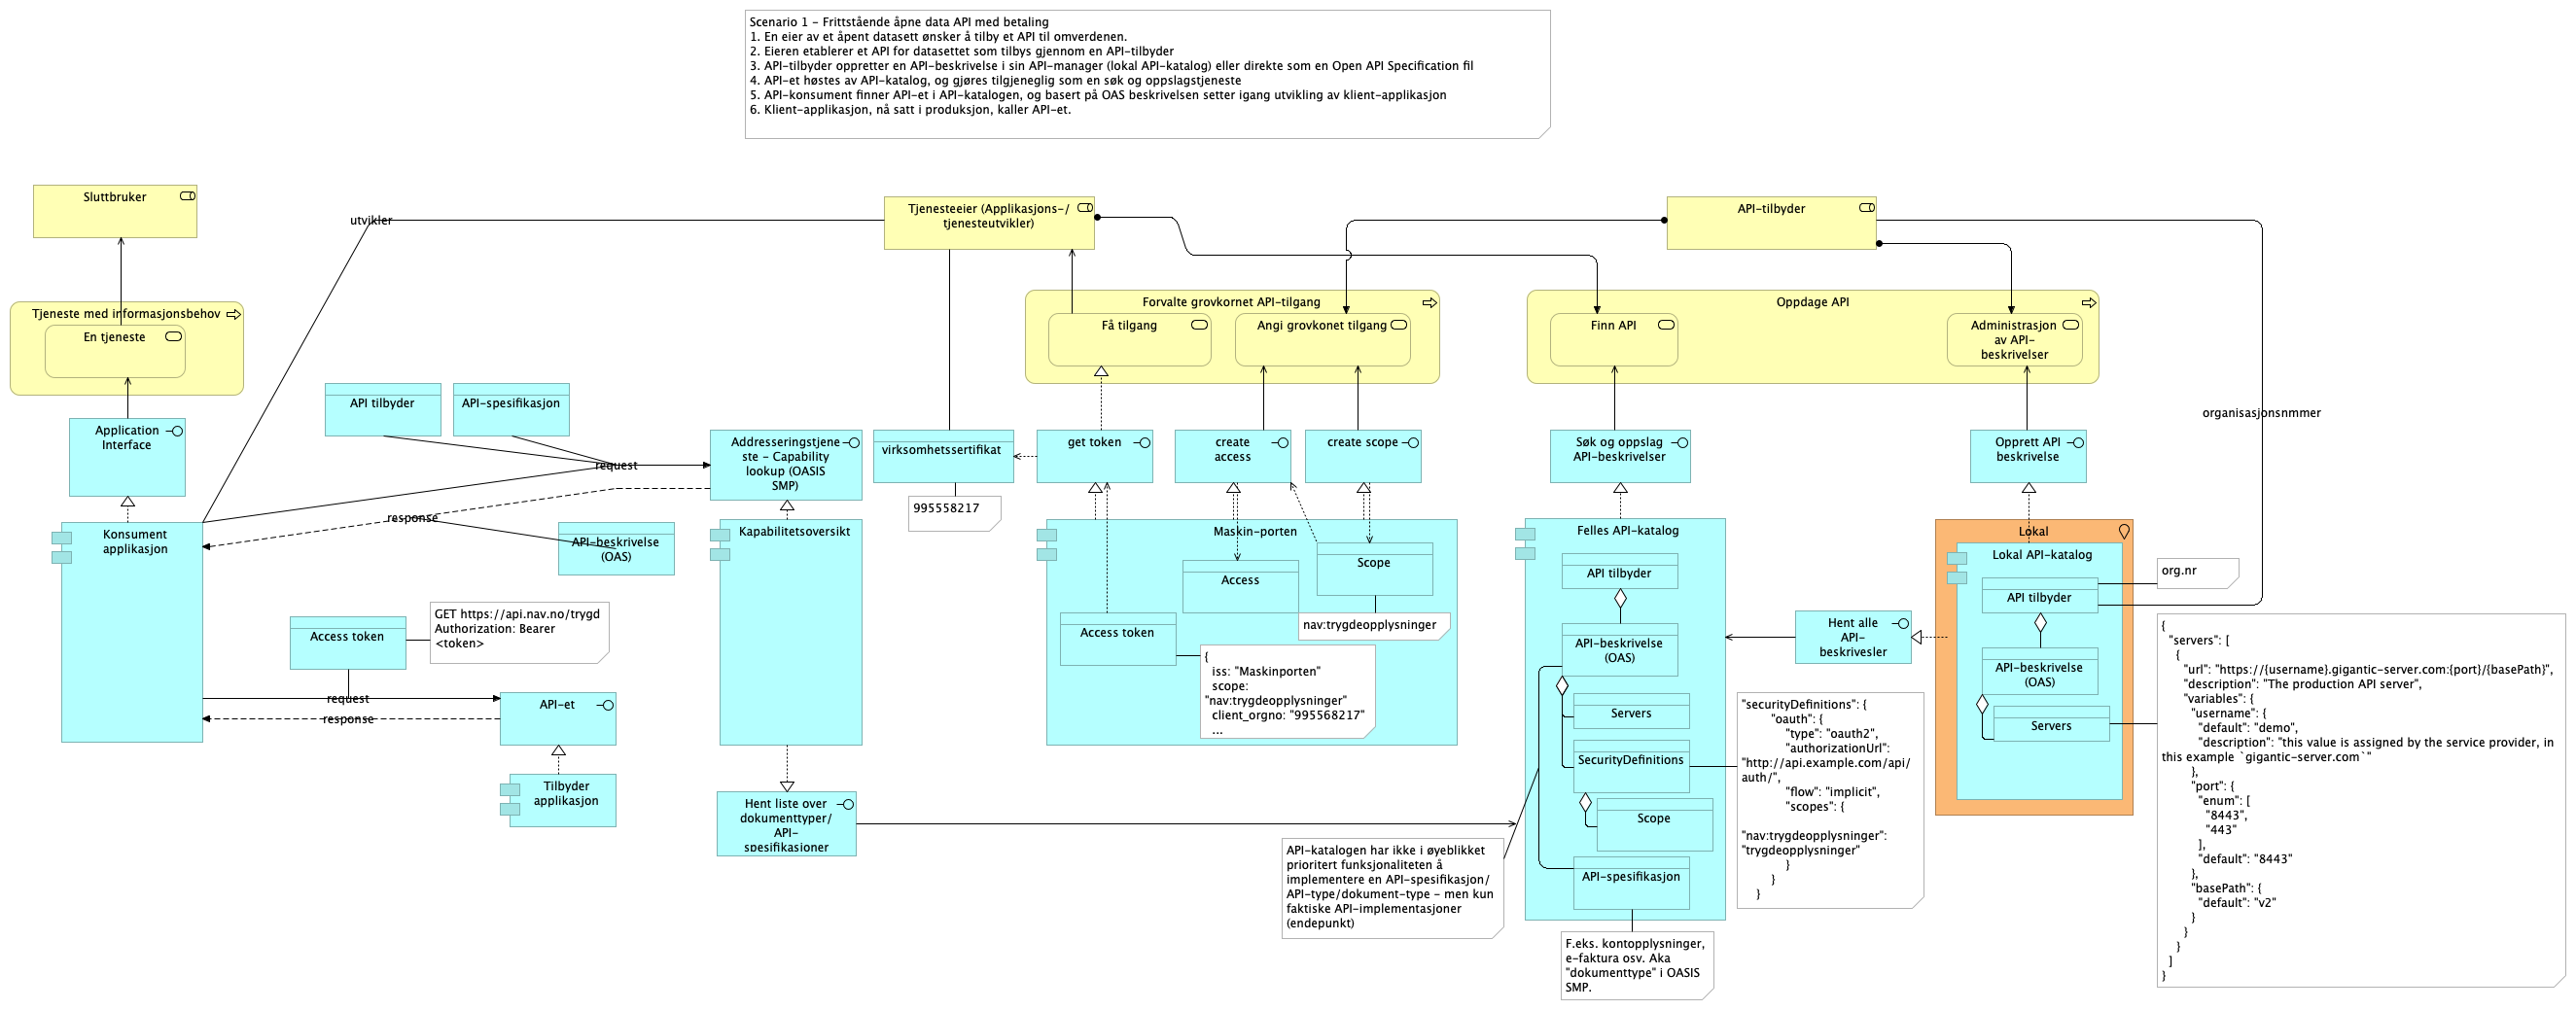 Scenario 1 - Frittstående åpne data API med betaling
1. En eier av et åpent datasett ønsker å tilby et API til omverdenen.
2. Eieren etablerer et API for datasettet som tilbys gjennom en API-tilbyder
3. API-tilbyder oppretter en API-beskrivelse i sin API-manager (lokal API-katalog) eller direkte som en Open API Specification fil
4. API-et høstes av API-katalog, og gjøres tilgjeneglig som en søk og oppslagstjeneste
5. API-konsument finner API-et i API-katalogen, og basert på OAS beskrivelsen setter igang utvikling av klient-applikasjon
6. Klient-applikasjon, nå satt i produksjon, kaller API-et.
Sluttbruker
utvikler
Tjenesteeier (Applikasjons-/
tjenesteutvikler)
API-tilbyder
Tjeneste med informasjonsbehov
En tjeneste
Forvalte grovkornet API-tilgang
Få tilgang
Angi grovkonet tilgang
Oppdage API
Finn API
Administrasjon
av API-
beskrivelser
organisasjonsnmmer
Application
Interface
API tilbyder
API-spesifikasjon
request
Addresseringstjene
ste - Capability
lookup (OASIS
SMP)
virksomhetssertifikat
995558217
get token
create
access
create scope
Søk og oppslag
API-beskrivelser
Opprett API
beskrivelse
Konsument
applikasjon
response
API-beskrivelse
(OAS)
Kapabilitetsoversikt
Maskin-porten
Access
Scope
nav:trygdeopplysninger
Access token
{
iss: "Maskinporten"
scope:
"nav:trygdeopplysninger"
client_orgno: "995568217"
...
Felles API-katalog
API tilbyder
API-beskrivelse
(OAS)
Servers
SecurityDefinitions
Scope
API-spesifikasjon
Hent alle
API-
beskrivesler
Lokal
Lokal API-katalog
API tilbyder
API-beskrivelse
(OAS)
Servers
org.nr
Access token
GET https://api.nav.no/trygd
Authorization: Bearer
<token>
request
response
API-et
Tilbyder
applikasjon
Hent liste over
dokumenttyper/
API-
spesifikasjoner
API-katalogen har ikke i øyeblikket
prioritert funksjonaliteten å
implementere en API-spesifikasjon/
API-type/dokument-type - men kun
faktiske API-implementasjoner
(endepunkt)
F.eks. kontopplysninger,
e-faktura osv. Aka
"dokumenttype" i OASIS
SMP.
"securityDefinitions": {
"oauth": {
"type": "oauth2",
"authorizationUrl":
"http://api.example.com/api/
auth/",
"flow": "implicit",
"scopes": {
"nav:trygdeopplysninger":
"trygdeopplysninger"
}
}
}
{
"servers": [
{
"url": "https://{username}.gigantic-server.com:{port}/{basePath}",
"description": "The production API server",
"variables": {
"username": {
"default": "demo",
"description": "this value is assigned by the service provider, in
this example `gigantic-server.com`"
},
"port": {
"enum": [
"8443",
"443"
],
"default": "8443"
},
"basePath": {
"default": "v2"
}
}
}
]
}